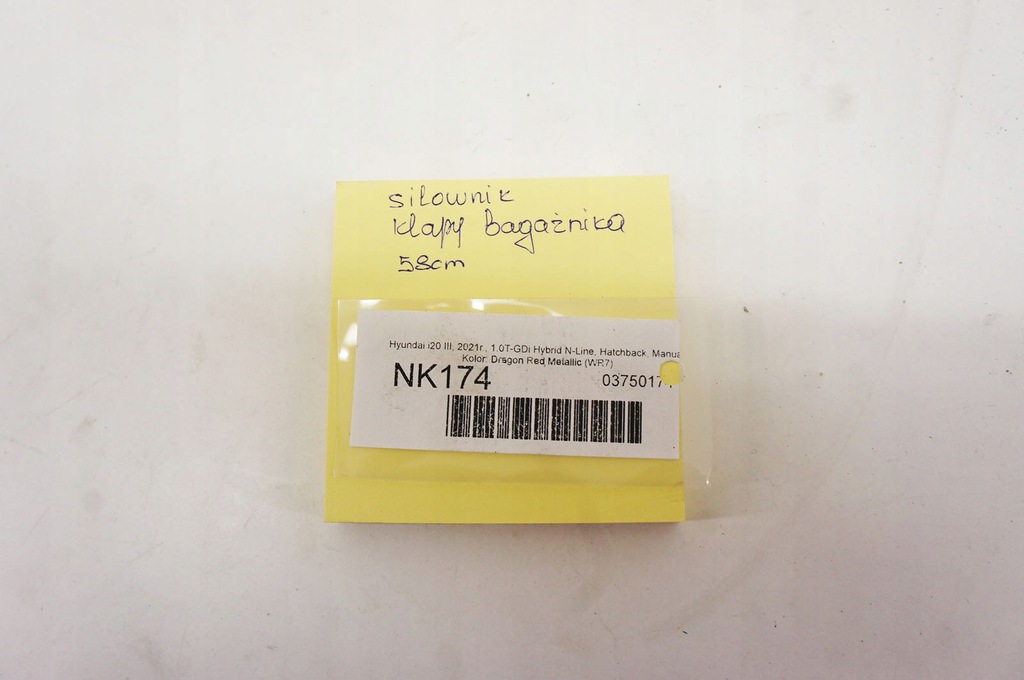 siłownik
klapy bagażnika
58cm
Hyundai i20 III, 2021r., 1.0T-GDi Hybrid N-Line, Hatchback, Manua
Kolor: Dragon Red Metallic (WR7)
NK174
0375017